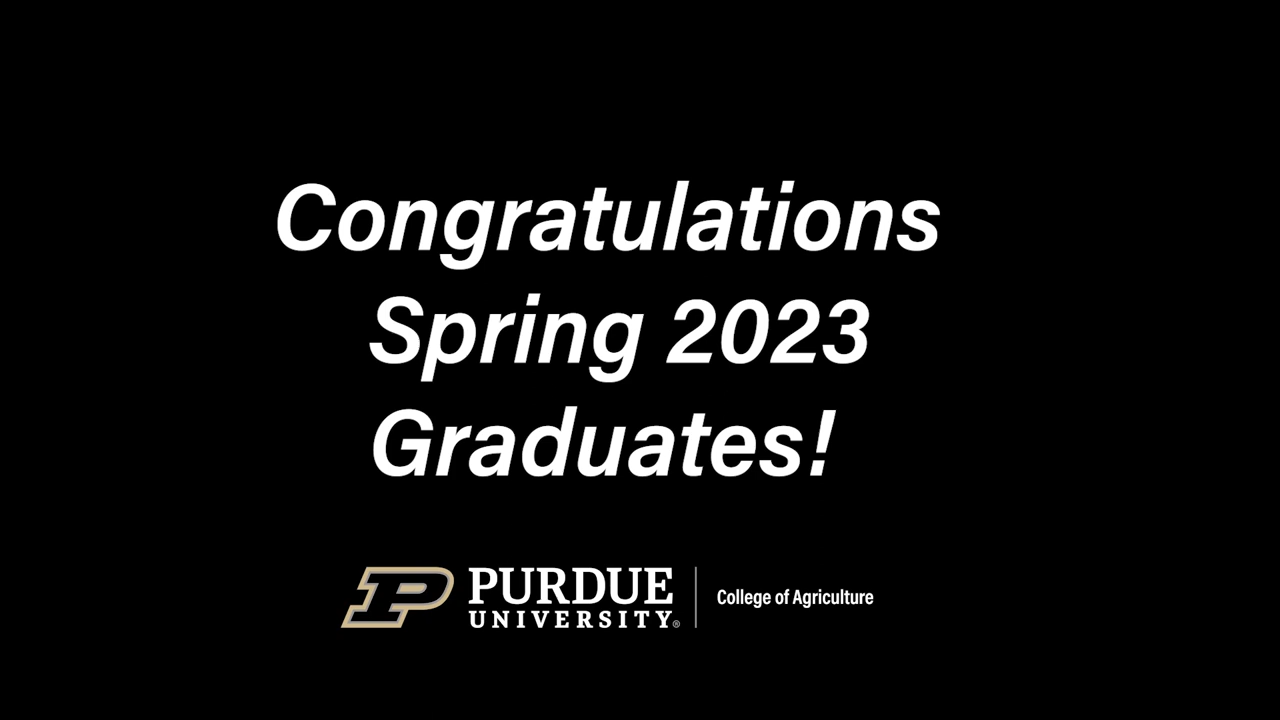 Congratulations
Spring 2023
Graduates!
P PURDUE
UNIVERSITY®
College of Agriculture